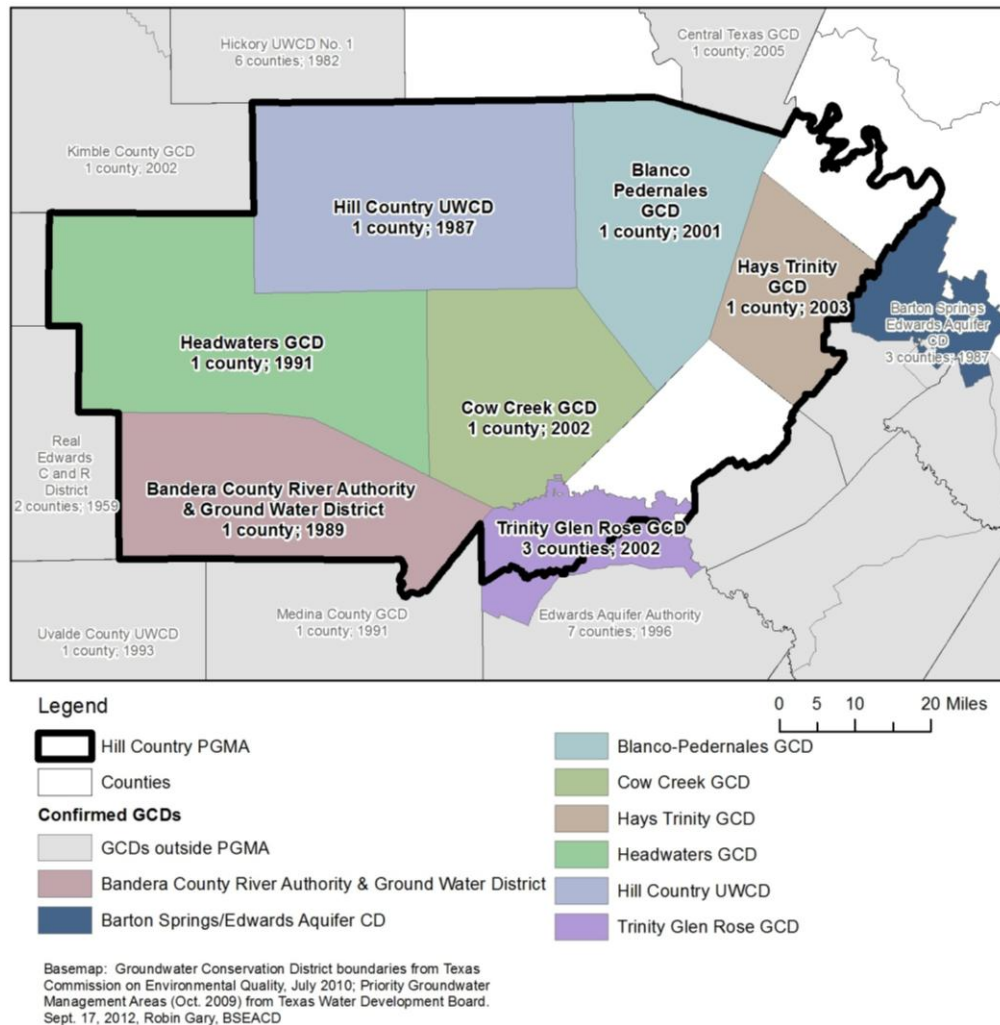 Hickory UWCD No. 1
6 counties; 1982
Central Texas GCD
1 county; 2005
Kimble County GCD
1 county; 2002
Hill Country UWCD
1 county; 1987
Blanco
Pedernales
GCD
1 county; 2001
Hays Trinity
GCD
1 county; 2003
Barton Springs
Edwards Aquifer
CD
3 counties; 1987
Headwaters GCD
1 county; 1991
Cow Creek GCD
1 county; 2002
Real
Edwards
C and R
District
2 counties; 1959
Bandera County River Authority
& Ground Water District
1 county; 1989
Trinity Glen Rose GCD
3 counties; 2002
Medina County GCD
1 county; 1991
Edwards Aquifer Authority
7 counties; 1996
Uvalde County UWCD
1 county; 1993
Legend
0 5 10 20 Miles
Hill Country PGMA
Counties
Confirmed GCDs
GCDs outside PGMA
Bandera County River Authority & Ground Water District
Barton Springs/Edwards Aquifer CD
Blanco-Pedernales GCD
Cow Creek GCD
Hays Trinity GCD
Headwaters GCD
Hill Country UWCD
Trinity Glen Rose GCD
Basemap: Groundwater Conservation District boundaries from Texas
Commission on Environmental Quality, July 2010; Priority Groundwater
Management Areas (Oct. 2009) from Texas Water Development Board.
Sept. 17, 2012, Robin Gary, BSEACD